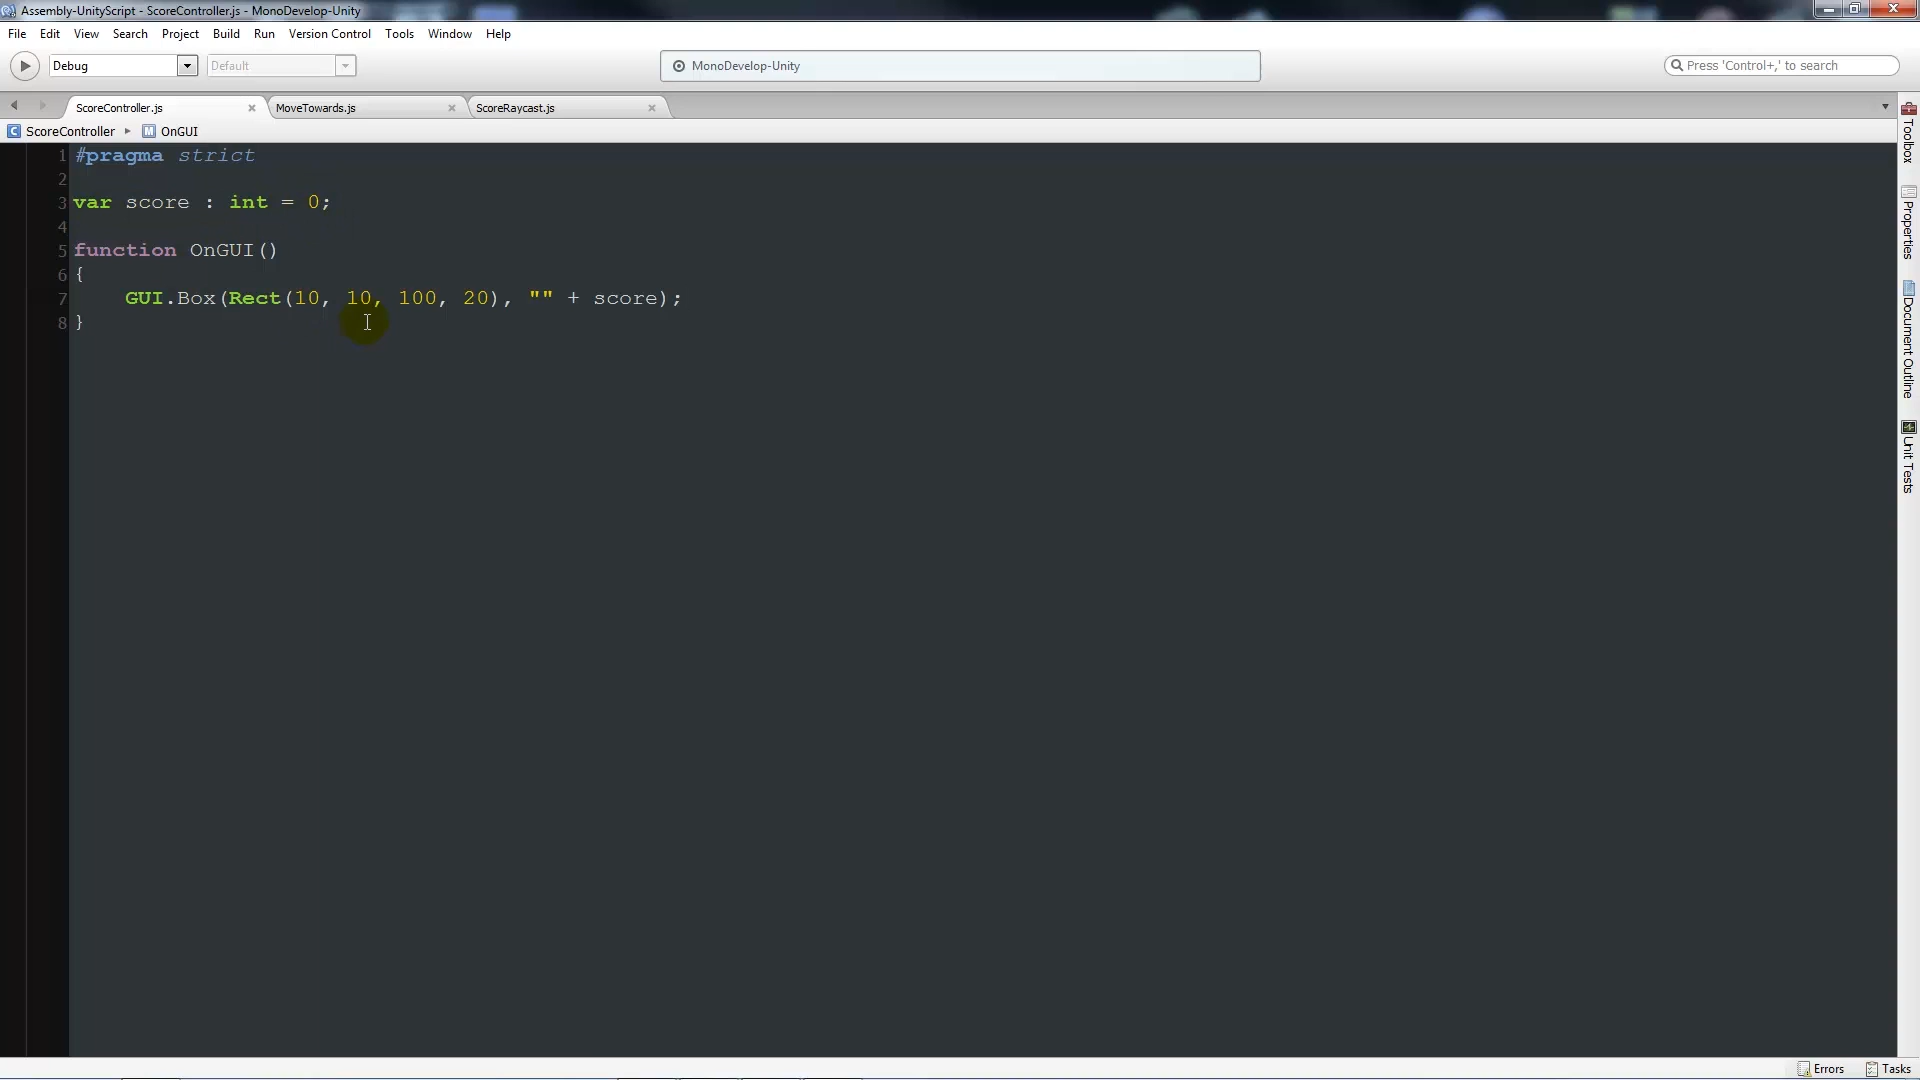 Assembly-UnityScript - ScoreController.js - MonoDevelop-Unity
File Edit View Search Project Build Run Version Control Tools Window Help
Debug Default MonoDevelop-Unity Press 'Control+,' to search
ScoreController.js MoveTowards.js ScoreRaycast.js
ScoreController OnGUI
1 #pragma strict
2
3 var score : int = 0;
4
5 function OnGUI()
6 {
7     GUI.Box(Rect(10, 10, 100, 20), "" + score);
8 }
Toolbox
Properties
Document Outline
Unit Tests
Errors Tasks